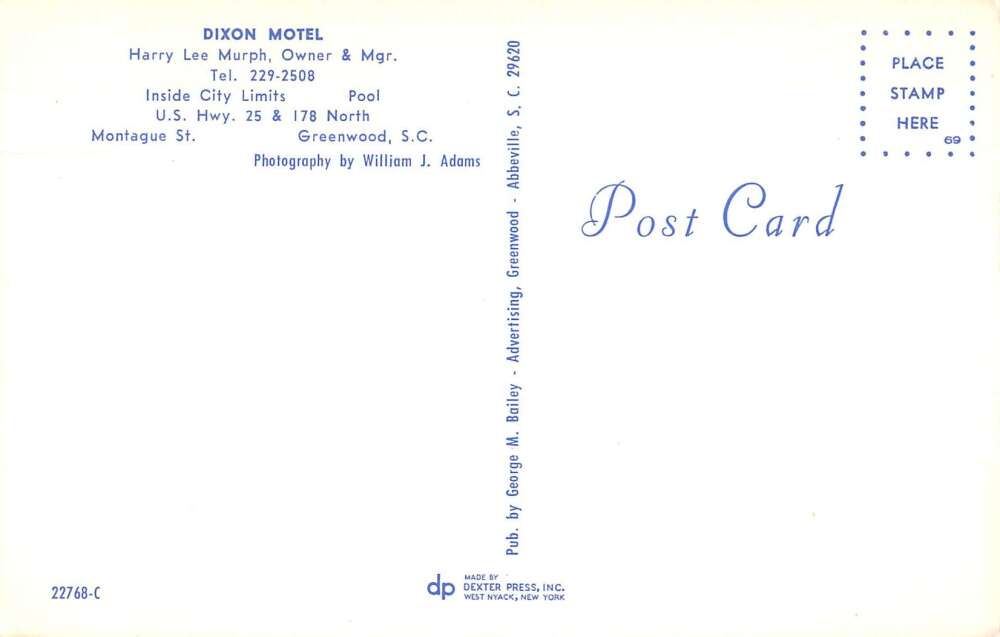 DIXON MOTEL
Harry Lee Murph, Owner & Mgr.
Tel. 229-2508
Inside City Limits Pool
U.S. Hwy. 25 & 178 North
Montague St. Greenwood, S.C.
Photography by William J. Adams
Pub. by George M. Bailey - Advertising, Greenwood - Abbeville, S. C. 29620
PLACE
STAMP
HERE
69
Post Card
22768-C
dp
MADE BY
DEXTER PRESS, INC.
WEST NYACK, NEW YORK